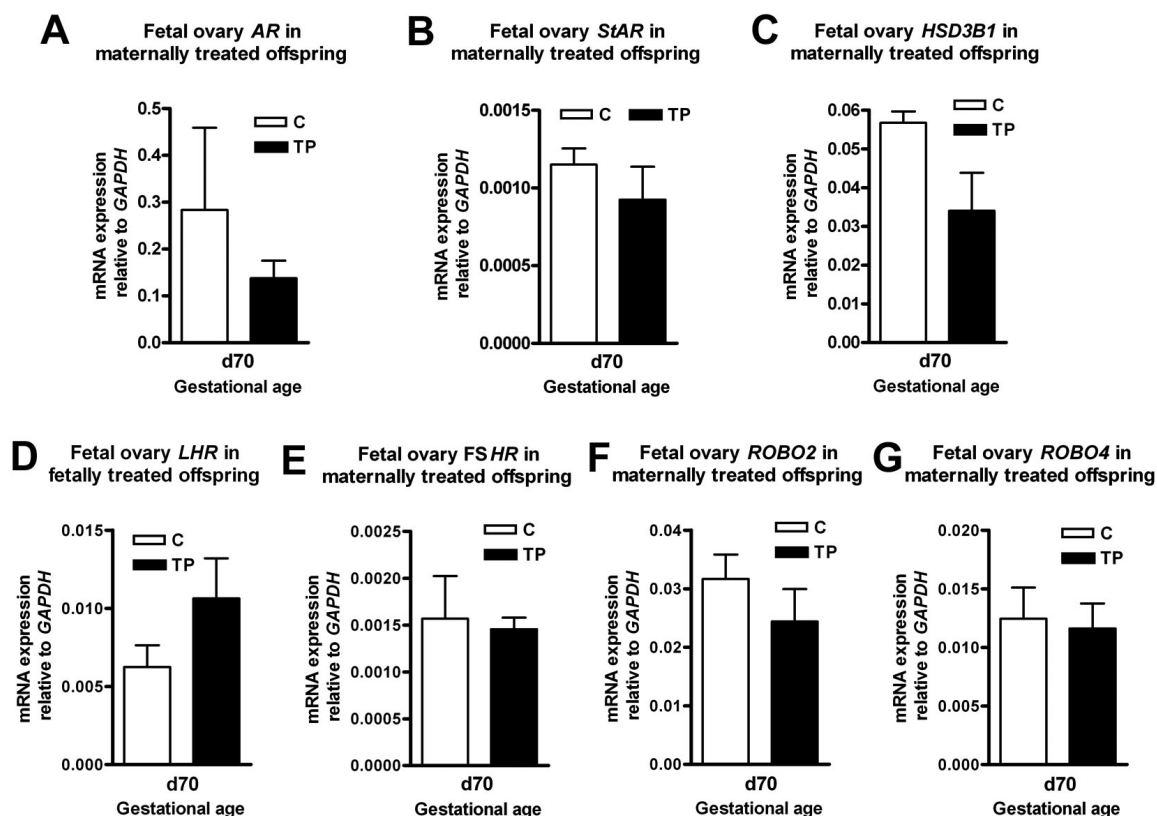 A
Fetal ovary AR in
maternally treated offspring
mRNA expression
relative to GAPDH
0.5
0.4
0.3
0.2
0.1
0.0
C
TP
d70
Gestational age
B
Fetal ovary StAR in
maternally treated offspring
mRNA expression
relative to GAPDH
0.0015
0.0010
0.0005
0.0000
C
TP
d70
Gestational age
C
Fetal ovary HSD3B1 in
maternally treated offspring
mRNA expression
relative to GAPDH
0.06
0.05
0.04
0.03
0.02
0.01
0.00
C
TP
d70
Gestational age
D
Fetal ovary LHR in
fetally treated offspring
mRNA expression
relative to GAPDH
0.015
0.010
0.005
0.000
C
TP
d70
Gestational age
E
Fetal ovary FSHR in
maternally treated offspring
mRNA expression
relative to GAPDH
0.0025
0.0020
0.0015
0.0010
0.0005
0.0000
C
TP
d70
Gestational age
F
Fetal ovary ROBO2 in
maternally treated offspring
mRNA expression
relative to GAPDH
0.04
0.03
0.02
0.01
0.00
C
TP
d70
Gestational age
G
Fetal ovary ROBO4 in
maternally treated offspring
mRNA expression
relative to GAPDH
0.020
0.015
0.010
0.005
0.000
C
TP
d70
Gestational age